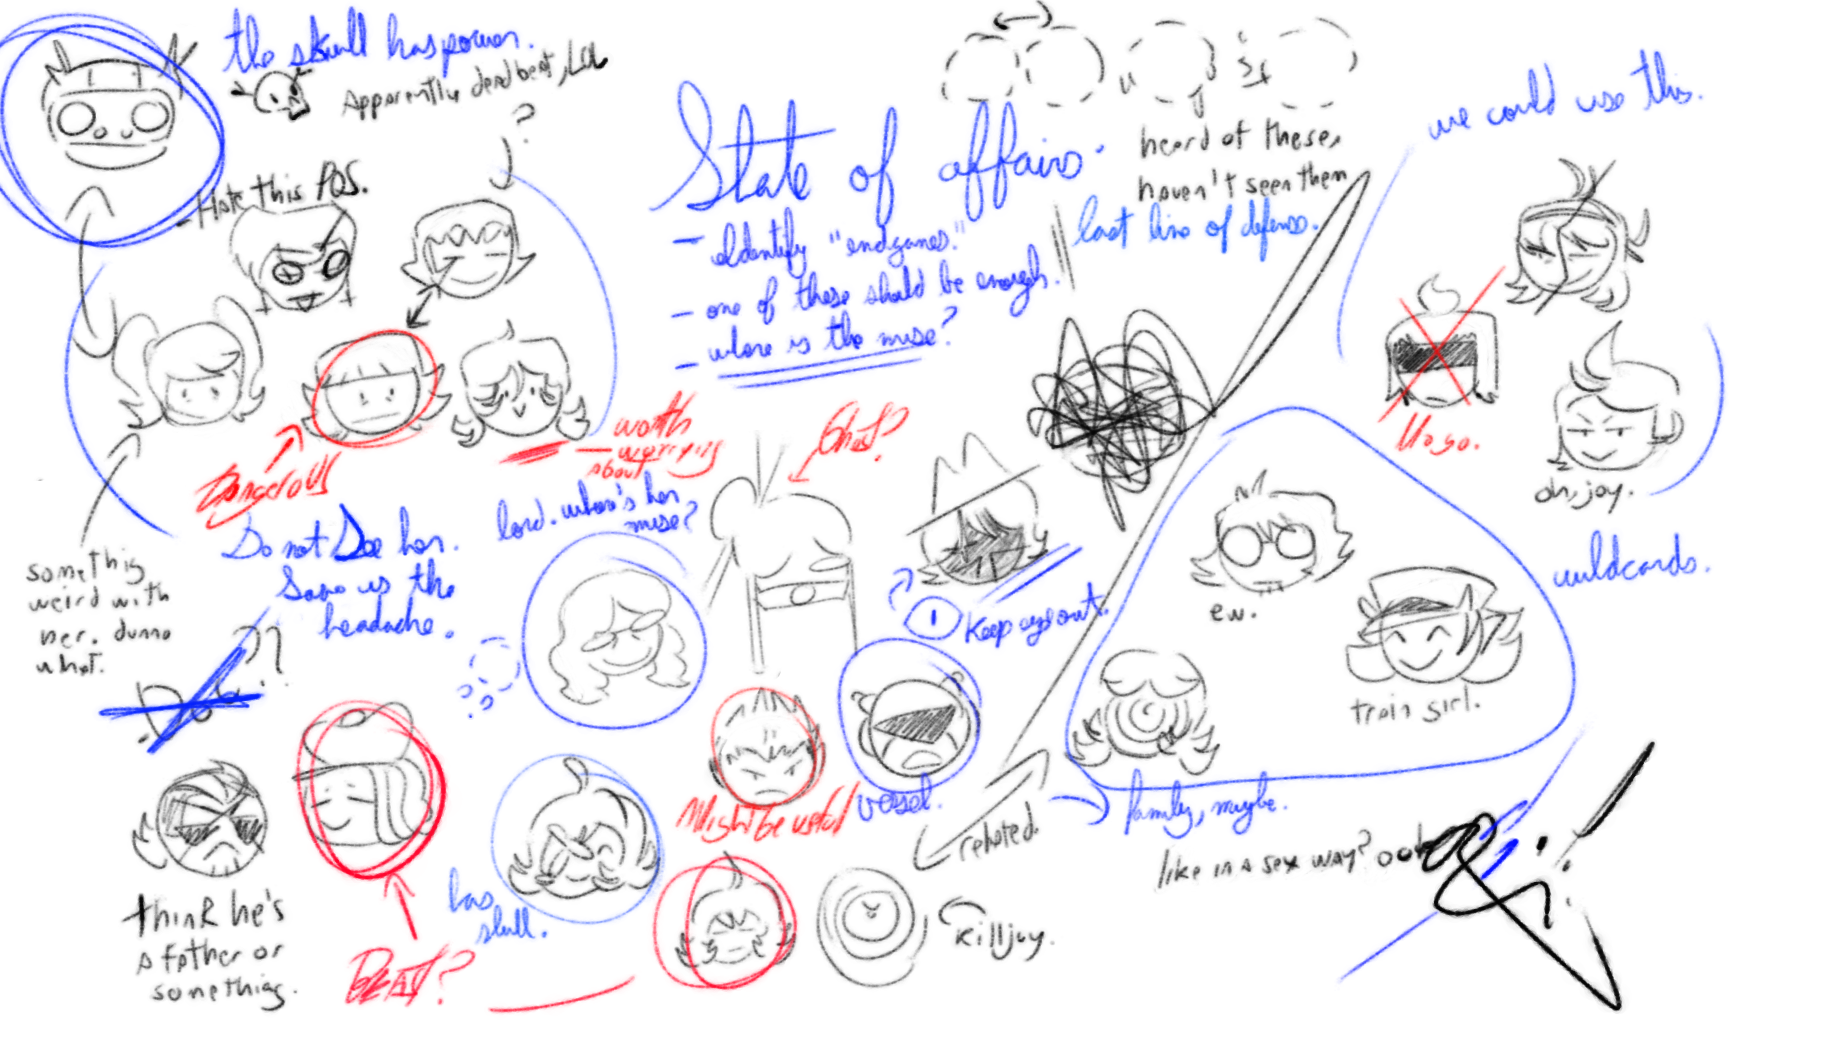 the skull has power.
Apparently deadbeat, LOL
?
- Hate this POS.
State of affairs.
- Identify "endgames."
- one of these should be enough.
- where is the muse?
heard of these,
haven't seen them
last line of defense.
we could use this.
No go.
oh, joy.
wildcards.
Dangerous
worth
worrying
about
Ghost?
lord. where's her
muse?
Do not See her.
Save us the
headache.
something
weird with
her. dunno
what.
??
Keep eye out.
e.w.
train girl.
family, maybe.
like in a sex way? ooh
Might be useful
vessel.
related.
killjoy.
has
skull.
BEAST?
think he's
a father or
something.